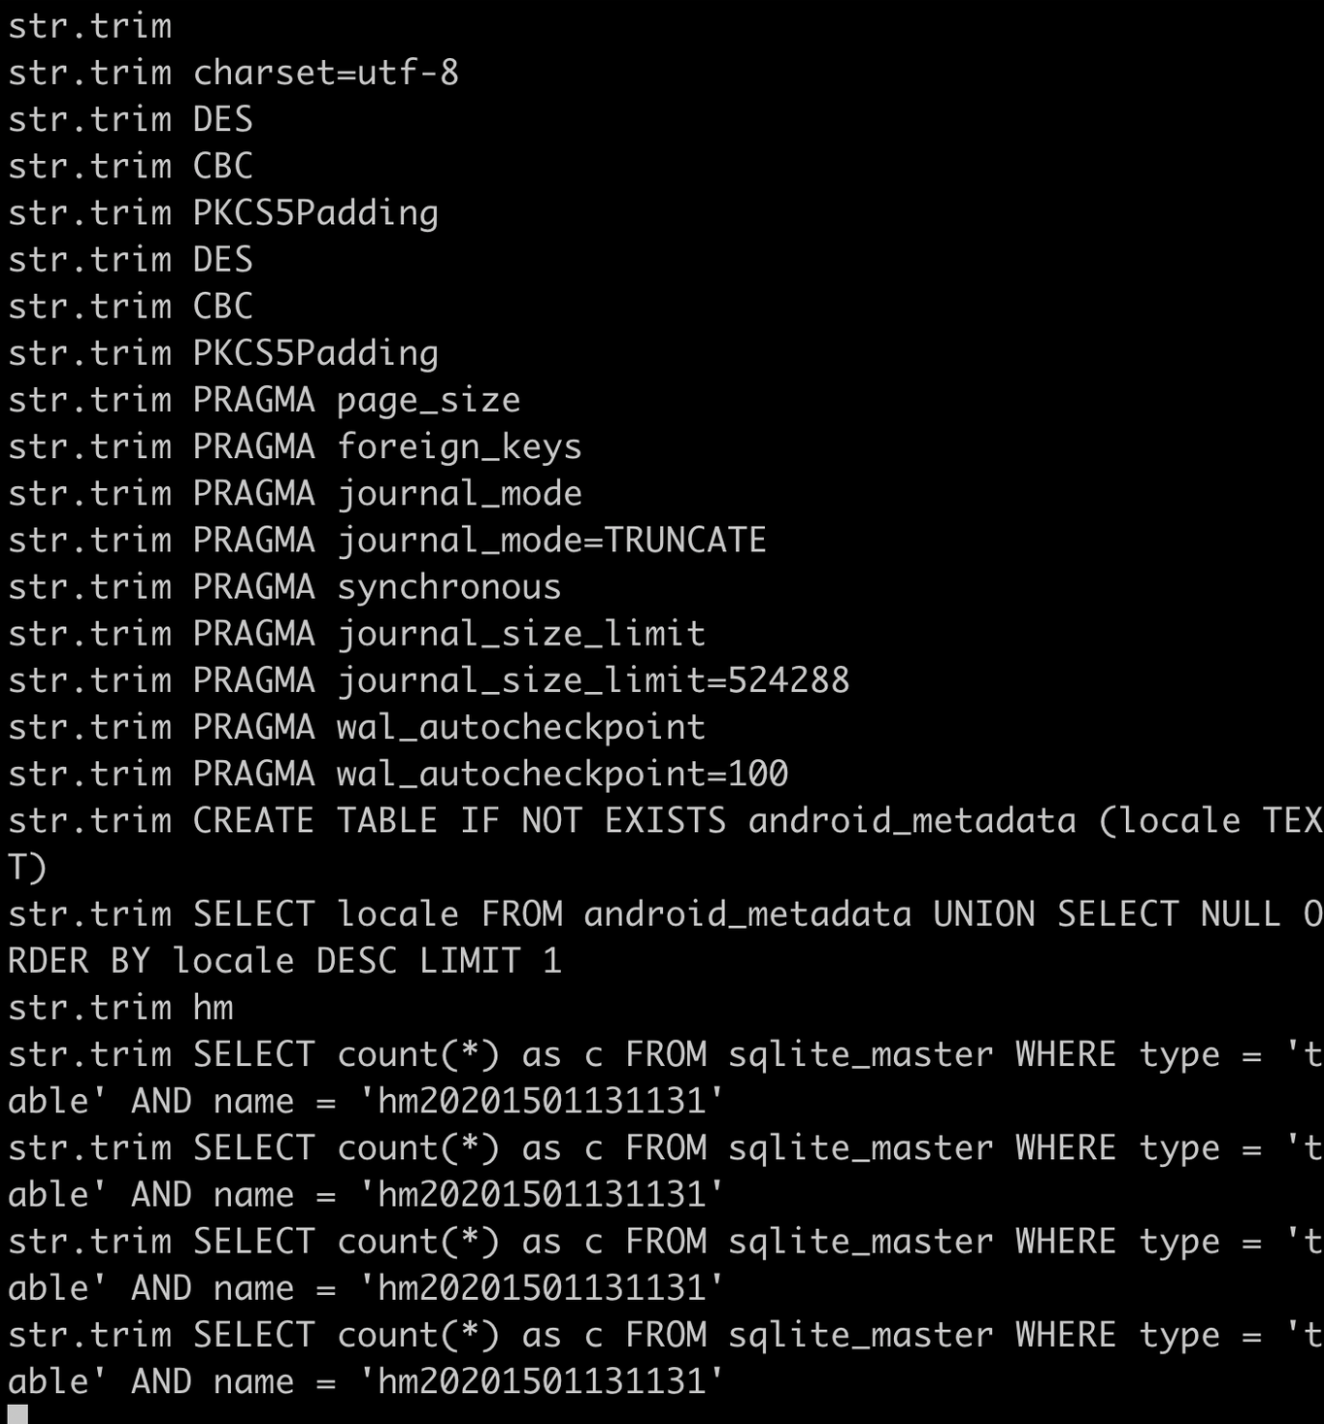 str.trim
str.trim charset=utf-8
str.trim DES
str.trim CBC
str.trim PKCS5Padding
str.trim DES
str.trim CBC
str.trim PKCS5Padding
str.trim PRAGMA page_size
str.trim PRAGMA foreign_keys
str.trim PRAGMA journal_mode
str.trim PRAGMA journal_mode=TRUNCATE
str.trim PRAGMA synchronous
str.trim PRAGMA journal_size_limit
str.trim PRAGMA journal_size_limit=524288
str.trim PRAGMA wal_autocheckpoint
str.trim PRAGMA wal_autocheckpoint=100
str.trim CREATE TABLE IF NOT EXISTS android_metadata (locale TEX
T)
str.trim SELECT locale FROM android_metadata UNION SELECT NULL O
RDER BY locale DESC LIMIT 1
str.trim hm
str.trim SELECT count(*) as c FROM sqlite_master WHERE type = 't
able' AND name = 'hm20201501131131'
str.trim SELECT count(*) as c FROM sqlite_master WHERE type = 't
able' AND name = 'hm20201501131131'
str.trim SELECT count(*) as c FROM sqlite_master WHERE type = 't
able' AND name = 'hm20201501131131'
str.trim SELECT count(*) as c FROM sqlite_master WHERE type = 't
able' AND name = 'hm20201501131131'